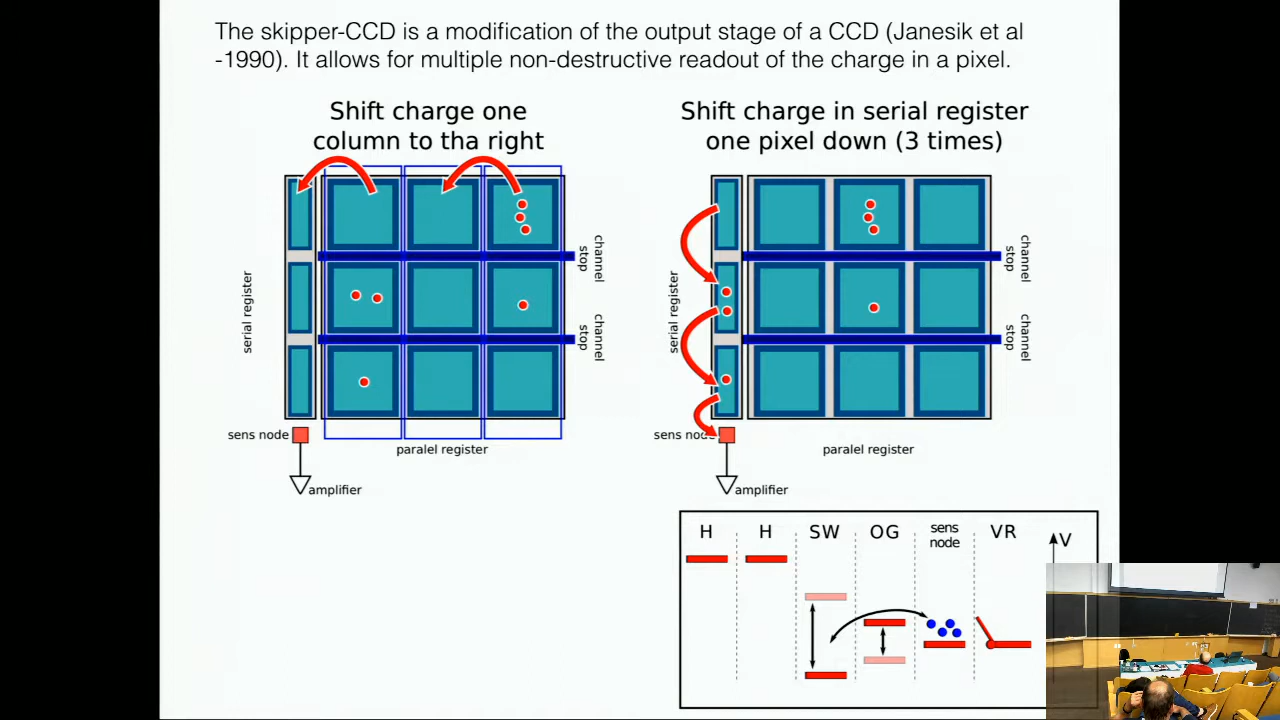 The skipper-CCD is a modification of the output stage of a CCD (Janesik et al
-1990). It allows for multiple non-destructive readout of the charge in a pixel.
Shift charge one
column to tha right
serial register
channel
stop
channel
stop
sens node
paralel register
amplifier
Shift charge in serial register
one pixel down (3 times)
serial register
channel
stop
channel
stop
sens node
paralel register
amplifier
H H SW OG sens
node VR V